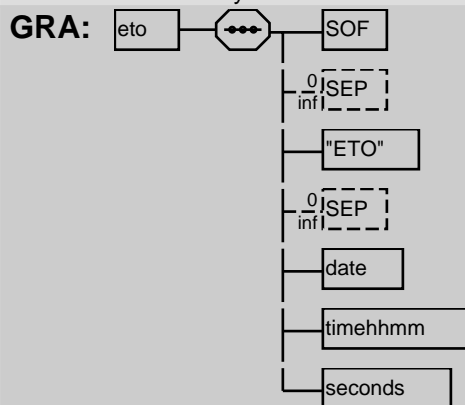 GRA: eto SOF
0
inf SEP
"ETO"
0
inf SEP
date
timehhmm
seconds